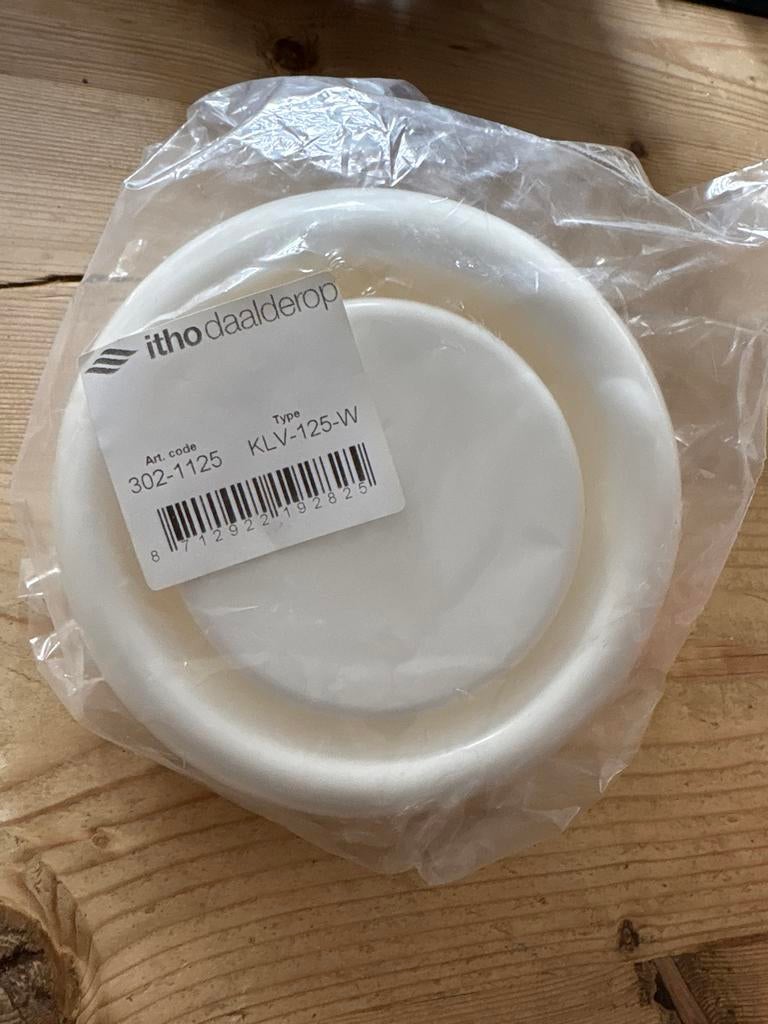 itho daalderop
Art. code Type
302-1125 KLV-125-W
8 712922 192825